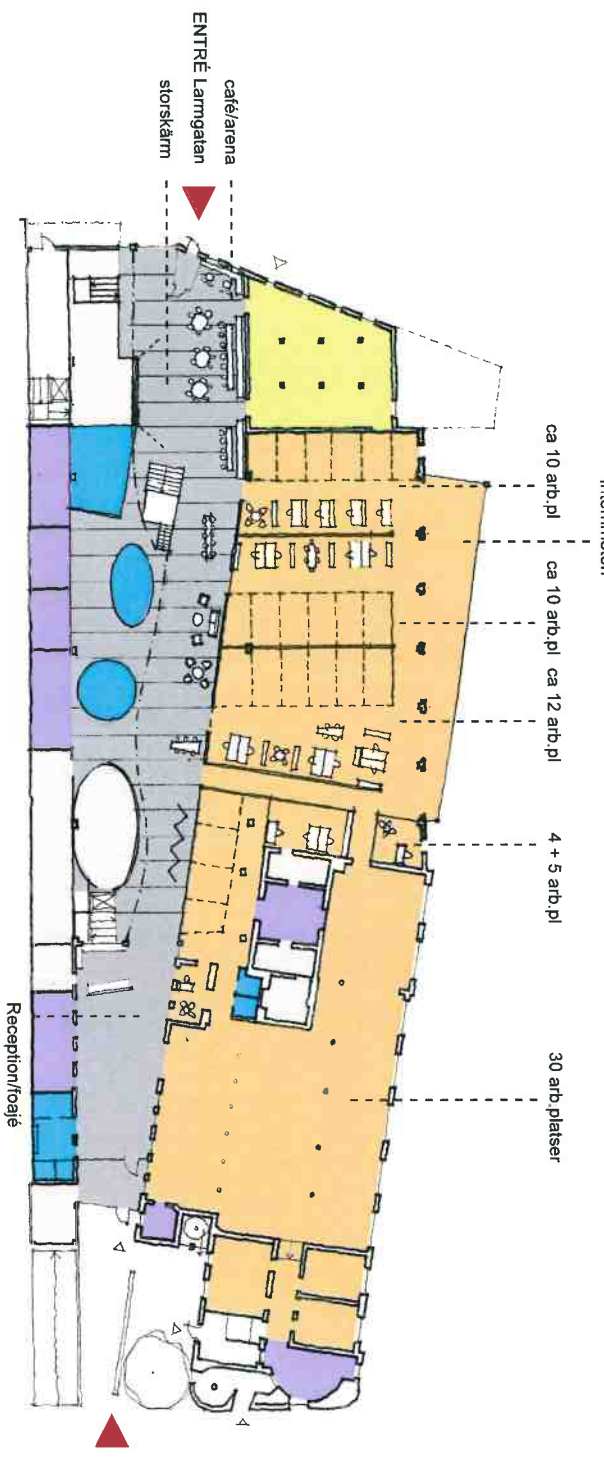 café/arena
ENTRÉ Larmgatan
storskärm
ca 10 arb.pl
ca 10 arb.pl
ca 12 arb.pl
4 + 5 arb.pl
30 arb.platser
Reception/foajé